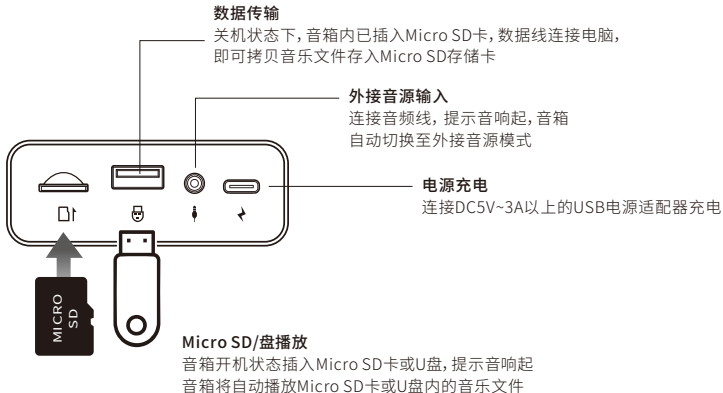 数据传输
关机状态下，音箱内已插入Micro SD卡，数据线连接电脑，
即可拷贝音乐文件存入Micro SD存储卡
外接音源输入
连接音频线，提示音响起，音箱
自动切换至外接音源模式
电源充电
连接DC5V~3A以上的USB电源适配器充电
MICRO
SD
Micro SD/盘播放
音箱开机状态插入Micro SD卡或U盘，提示音响起
音箱将自动播放Micro SD卡或U盘内的音乐文件